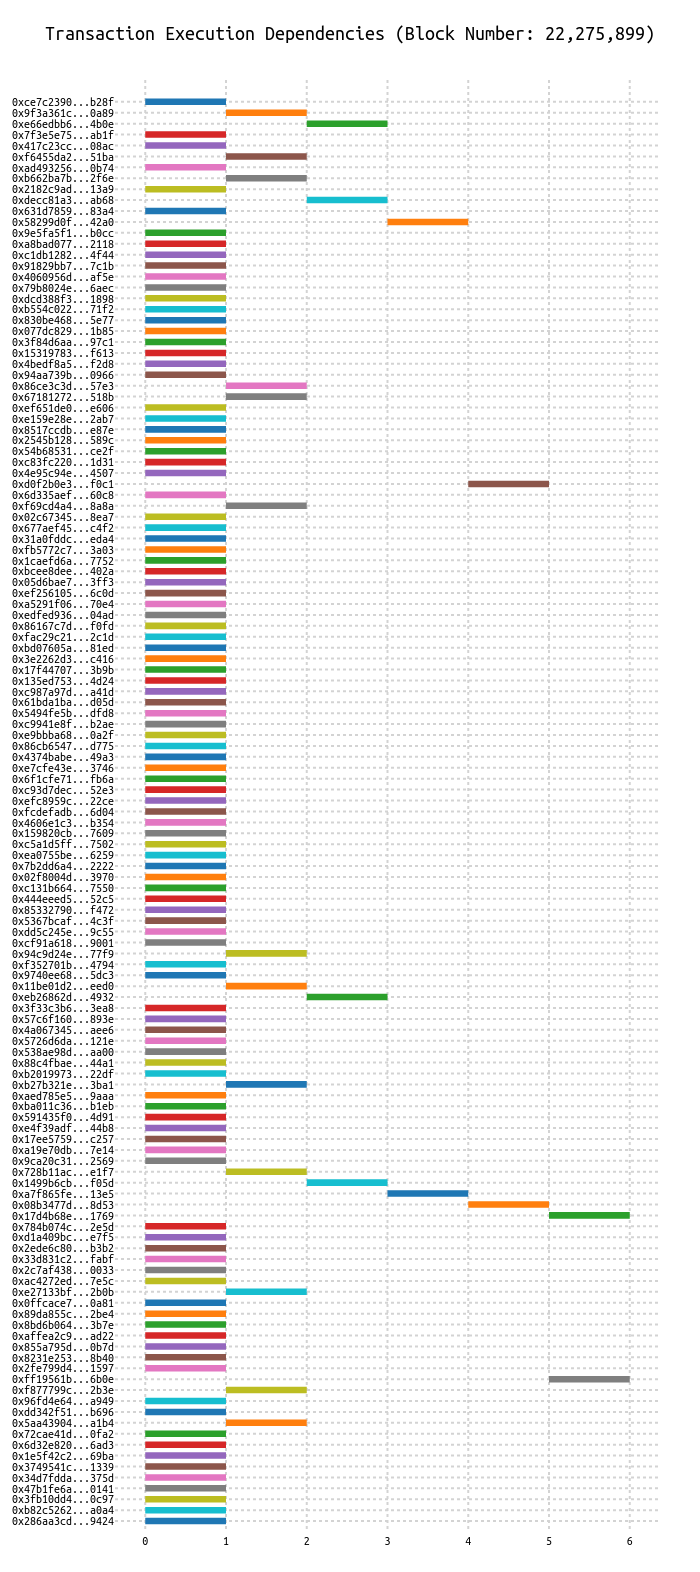 Transaction Execution Dependencies (Block Number: 22,275,899)
0xce7c2390...b28f
0x9f3a361c...0a89
0xe66edbb6...4b0e
0x7f3e5e75...ab1f
0x417c23cc...08ac
0xf6455da2...51ba
0xad493256...0b74
0xb662ba7b...2f6e
0x2182c9ad...13a9
0xdecc81a3...ab68
0x631d7859...83a4
0x58299d0f...42a0
0x9e5fa5f1...b0cc
0xa8bad077...2118
0xc1db1282...4f44
0x91829bb7...7c1b
0x4060956d...af5e
0x79b8024e...6aec
0xdcd388f3...1898
0xb554c022...71f2
0x830be468...5e77
0x077dc829...1b85
0x3f84d6aa...97c1
0x15319783...f613
0x4bedf8a5...f2d8
0x94aa739b...0966
0x86ce3c3d...57e3
0x67181272...518b
0xef651de0...e606
0xe159e28e...2ab7
0x8517ccdb...e87e
0x2545b128...589c
0x54b68531...ce2f
0xc83fc220...1d31
0x4e95c94e...4507
0xd0f2b0e3...f0c1
0x6d335aef...60c8
0xf69cd4a4...8a8a
0x02c67345...8ea7
0x677aef45...c4f2
0x31a0fddc...eda4
0xfb5772c7...3a03
0x1caefd6a...7752
0xbcee8dee...402a
0x05d6bae7...3ff3
0xef256105...6c0d
0xa5291f06...70e4
0xedfed936...04ad
0x86167c7d...f0fd
0xfac29c21...2c1d
0xbd07605a...81ed
0x3e2262d3...c416
0x17f44707...3b9b
0x135ed753...4d24
0xc987a97d...a41d
0x61bda1ba...d05d
0x5494fe5b...dfd8
0xc9941e8f...b2ae
0xe9bbba68...0a2f
0x86cb6547...d775
0x4374babe...49a3
0xe7cfe43e...3746
0x6f1cfe71...fb6a
0xc93d7dec...52e3
0xefc8959c...22ce
0xfcdefadb...6d04
0x4606e1c3...b354
0x159820cb...7609
0xc5a1d5ff...7502
0xea0755be...6259
0x7b2dd6a4...2222
0x02f8004d...3970
0xc131b664...7550
0x444eeed5...52c5
0x85332790...f472
0x5367bcaf...4c3f
0xdd5c245e...9c55
0xcf91a618...9001
0x94c9d24e...77f9
0xf352701b...4794
0x9740ee68...5dc3
0x11be01d2...eed0
0xeb26862d...4932
0x3f33c3b6...3ea8
0x57c6f160...893e
0x4a067345...aee6
0x5726d6da...121e
0x538ae98d...aa00
0x88c4fbae...44a1
0xb2019973...22df
0xb27b321e...3ba1
0xaed785e5...9aaa
0xba011c36...b1eb
0x591435f0...4d91
0xe4f39adf...44b8
0x17ee5759...c257
0xa19e70db...7e14
0x9ca20c31...2569
0x728b11ac...e1f7
0x1499b6cb...f05d
0xa7f865fe...13e5
0x08b3477d...8d53
0x17d4b68e...1769
0x784b074c...2e5d
0xd1a409bc...e7f5
0x2ede6c80...b3b2
0x33d831c2...fabf
0x2c7af438...0033
0xac4272ed...7e5c
0xe27133bf...2b0b
0x0ffcace7...0a81
0x89da855c...2be4
0x8bd6b064...3b7e
0xaffea2c9...ad22
0x855a795d...0b7d
0x8231e253...8b40
0x2fe799d4...1597
0xff19561b...6b0e
0xf877799c...2b3e
0x96fd4e64...a949
0xdd342f51...b696
0x5aa43904...a1b4
0x72cae41d...0fa2
0x6d32e820...6ad3
0x1e5f42c2...69ba
0x3749541c...1339
0x34d7fdda...375d
0x47b1fe6a...0141
0x3fb10dd4...0c97
0xb82c5262...a0a4
0x286aa3cd...9424
0 1 2 3 4 5 6